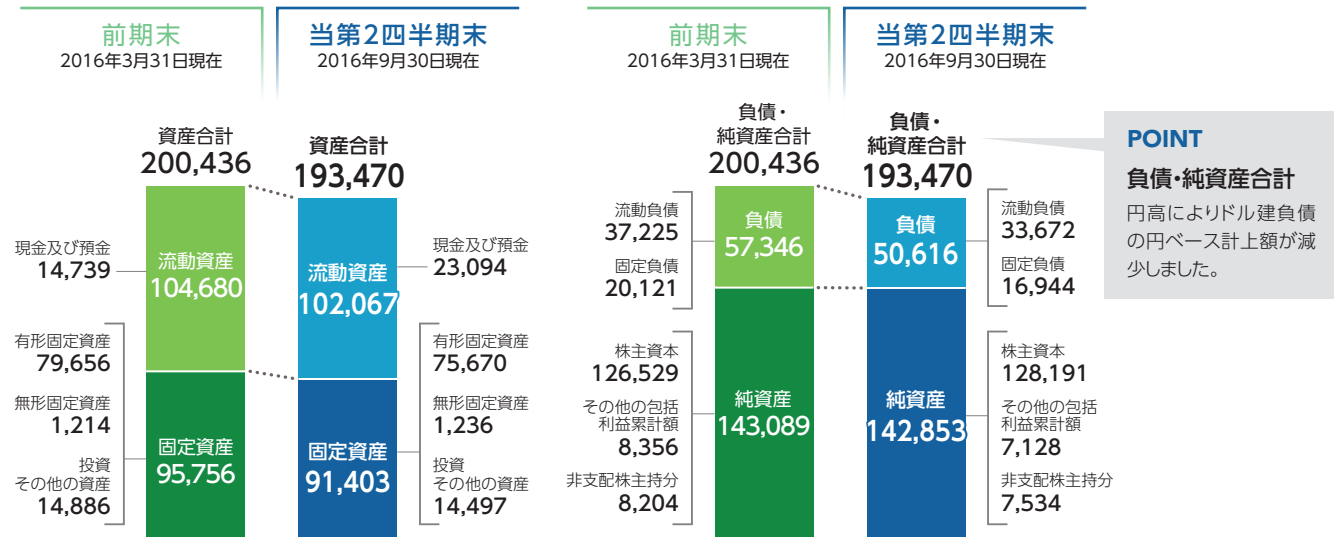 前期末
2016年3月31日現在
当第2四半期末
2016年9月30日現在
資産合計
200,436
資産合計
193,470
現金及び預金
14,739
流動資産
104,680
流動資産
102,067
現金及び預金
23,094
有形固定資産
79,656
無形固定資産
1,214
投資
その他の資産
14,886
固定資産
95,756
固定資産
91,403
有形固定資産
75,670
無形固定資産
1,236
投資
その他の資産
14,497
前期末
2016年3月31日現在
当第2四半期末
2016年9月30日現在
負債・
純資産合計
200,436
負債・
純資産合計
193,470
流動負債
37,225
固定負債
20,121
負債
57,346
負債
50,616
流動負債
33,672
固定負債
16,944
株主資本
126,529
その他の包括
利益累計額
8,356
非支配株主持分
8,204
純資産
143,089
純資産
142,853
株主資本
128,191
その他の包括
利益累計額
7,128
非支配株主持分
7,534
POINT
負債・純資産合計
円高によりドル建負債
の円ベース計上額が減
少しました。